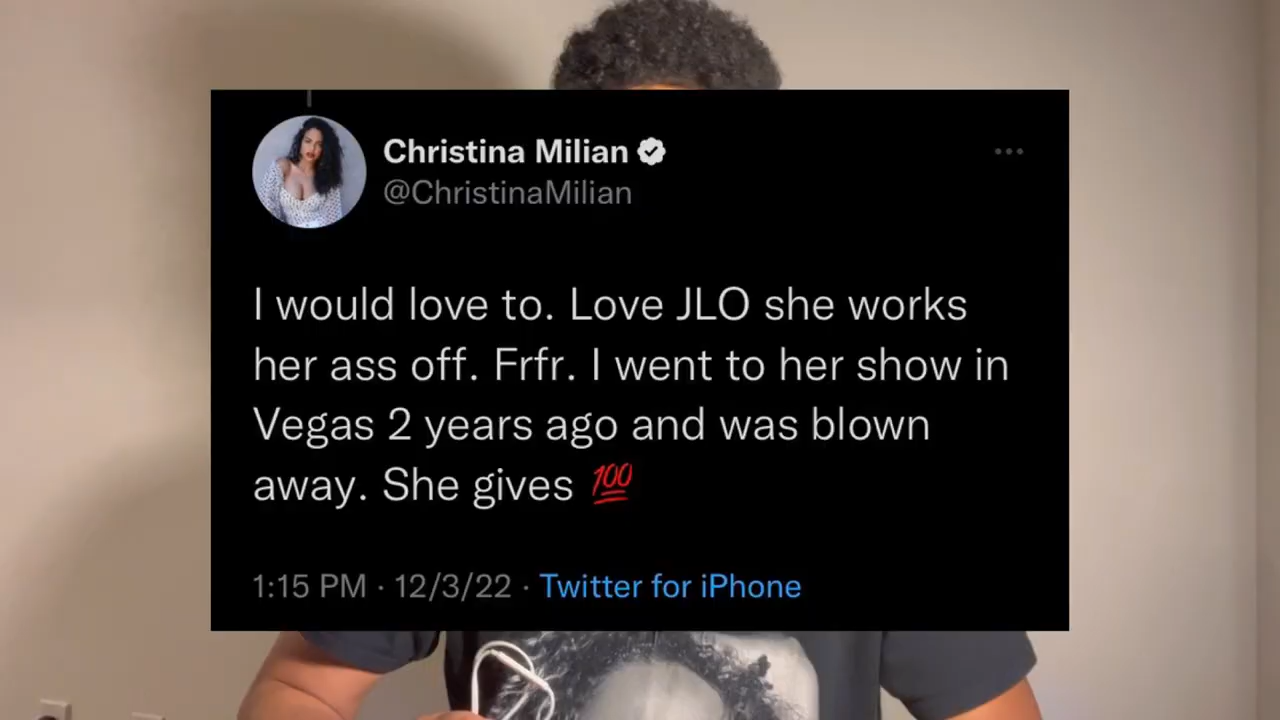 Christina Milian
@ChristinaMilian
I would love to. Love JLO she works
her ass off. Frfr. I went to her show in
Vegas 2 years ago and was blown
away. She gives 💯
1:15 PM · 12/3/22 · Twitter for iPhone